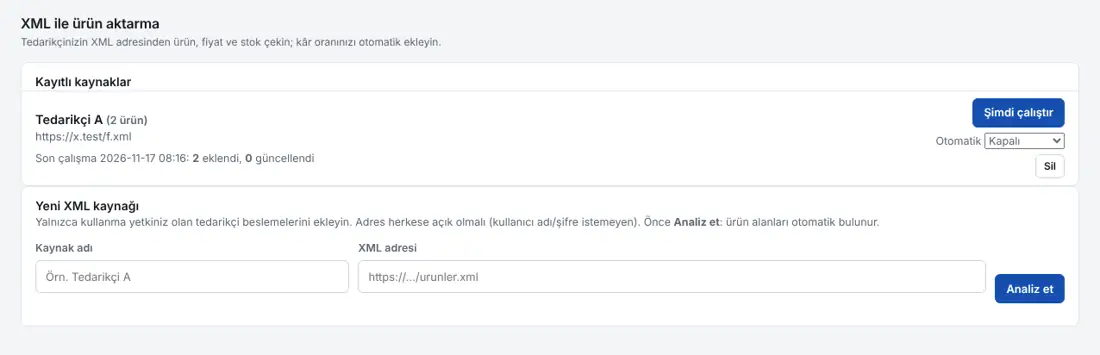 XML ile ürün aktarma
Tedarikçinizin XML adresinden ürün, fiyat ve stok çekin; kâr oranınızı otomatik ekleyin.
Kayıtlı kaynaklar
Tedarikçi A (2 ürün)
https://x.test/f.xml
Son çalışma 2026-11-17 08:16: 2 eklendi, 0 güncellendi
Şimdi çalıştır
Otomatik Kapalı
Sil
Yeni XML kaynağı
Yalnızca kullanma yetkiniz olan tedarikçi beslemelerini ekleyin. Adres herkese açık olmalı (kullanıcı adı/şifre istemeyen). Önce Analiz et: ürün alanları otomatik bulunur.
Kaynak adı
Örn. Tedarikçi A
XML adresi
https://.../urunler.xml
Analiz et